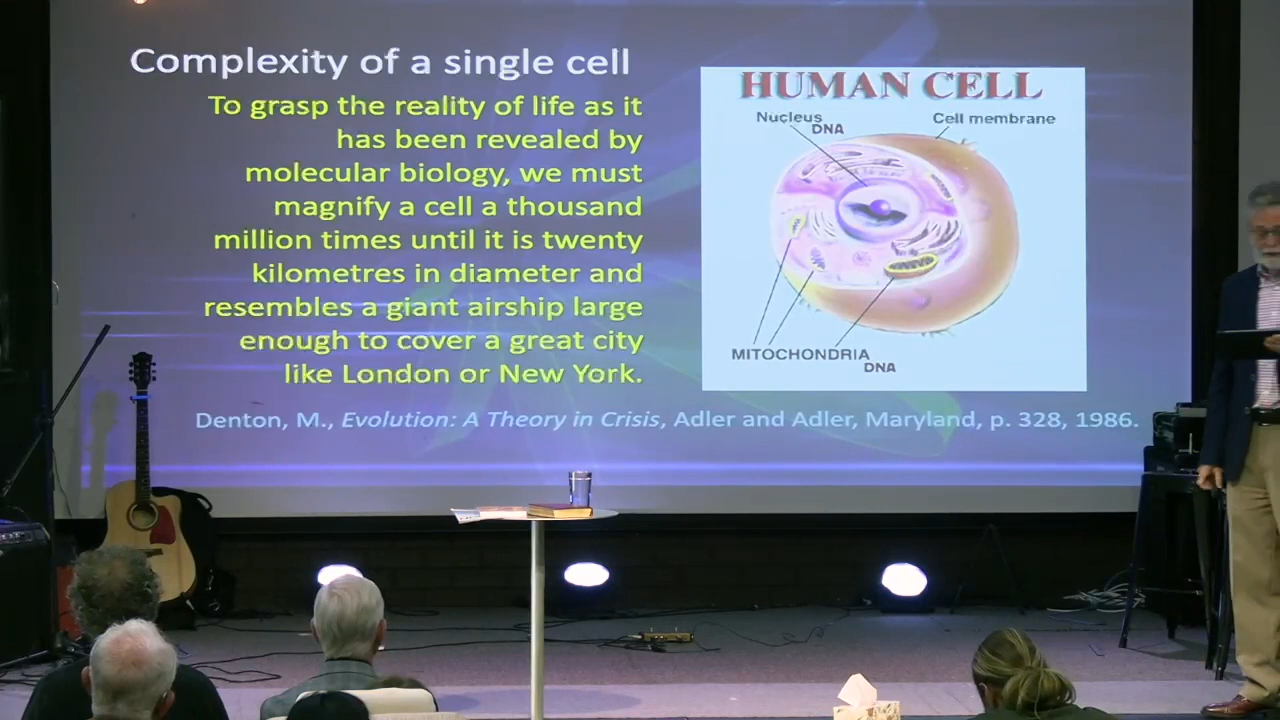 Complexity of a single cell
To grasp the reality of life as it
has been revealed by
molecular biology, we must
magnify a cell a thousand
million times until it is twenty
kilometres in diameter and
resembles a giant airship large
enough to cover a great city
like London or New York.
HUMAN CELL
Nucleus
DNA
Cell membrane
MITOCHONDRIA
DNA
Denton, M., Evolution: A Theory in Crisis, Adler and Adler, Maryland, p. 328, 1986.